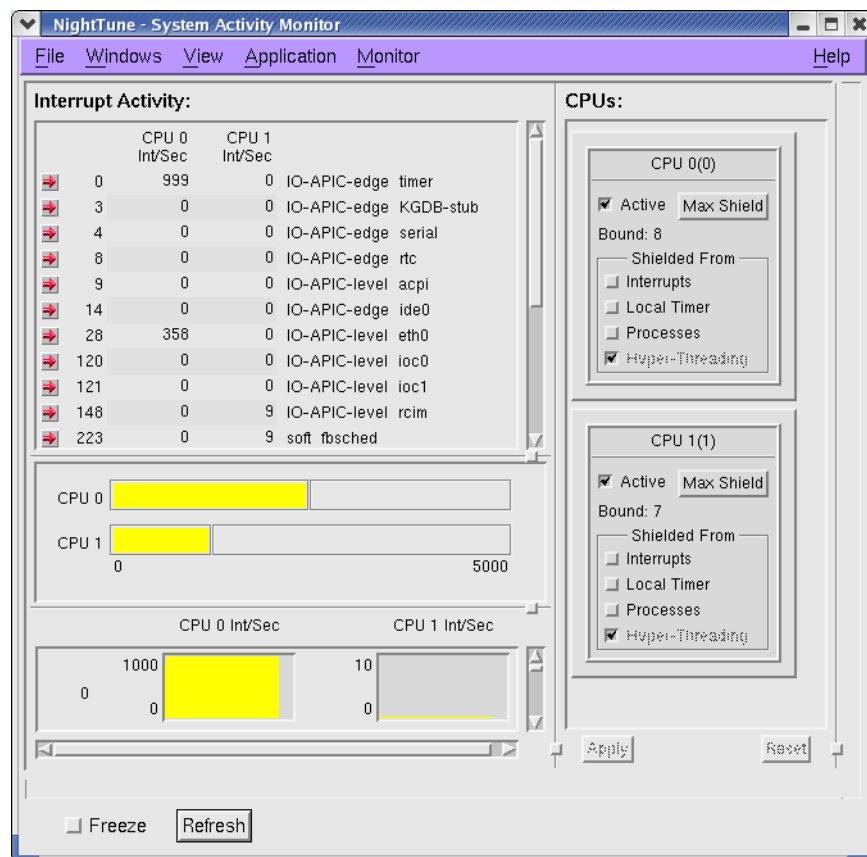 NightTune - System Activity Monitor
File Windows View Application Monitor Help
Interrupt Activity:
CPU 0 CPU 1
Int/Sec Int/Sec
0 999 0 IO-APIC-edge timer
3 0 0 IO-APIC-edge KGDB-stub
4 0 0 IO-APIC-edge serial
8 0 0 IO-APIC-edge rtc
9 0 0 IO-APIC-level acpi
14 0 0 IO-APIC-edge ide0
28 358 0 IO-APIC-level eth0
120 0 0 IO-APIC-level ioc0
121 0 0 IO-APIC-level ioc1
148 0 9 IO-APIC-level rcim
223 0 9 soft fbsched
CPU 0
CPU 1
0 5000
CPU 0 Int/Sec CPU 1 Int/Sec
1000 10
0
0 0
CPUs:
CPU 0(0)
Active Max Shield
Bound: 8
Shielded From
Interrupts
Local Timer
Processes
Hyper-Threading
CPU 1(1)
Active Max Shield
Bound: 7
Shielded From
Interrupts
Local Timer
Processes
Hyper-Threading
Apply Reset
Freeze Refresh